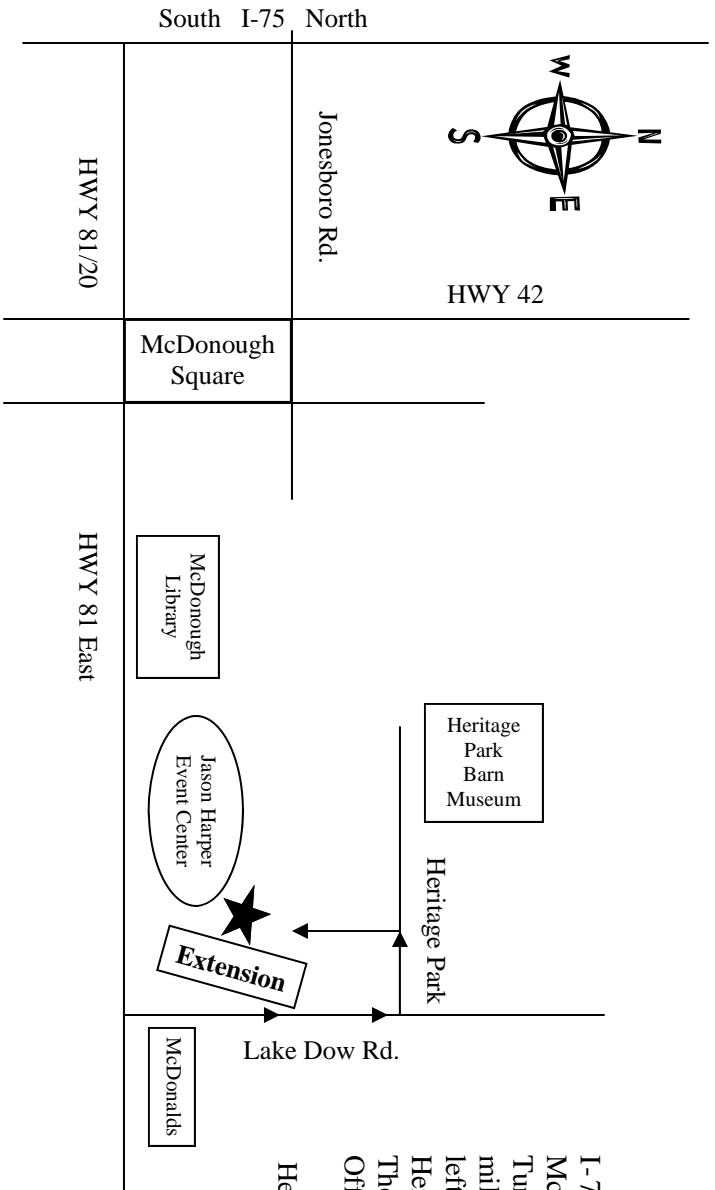 South I-75 North
W
S
N
E
Jonesboro Rd.
HWY 81/20
HWY 42
McDonough
Square
HWY 81 East
McDonough
Library
Jason Harper
Event Center
Heritage
Park
Barn
Museum
Heritage Park
Extension
Lake Dow Rd.
McDonalds